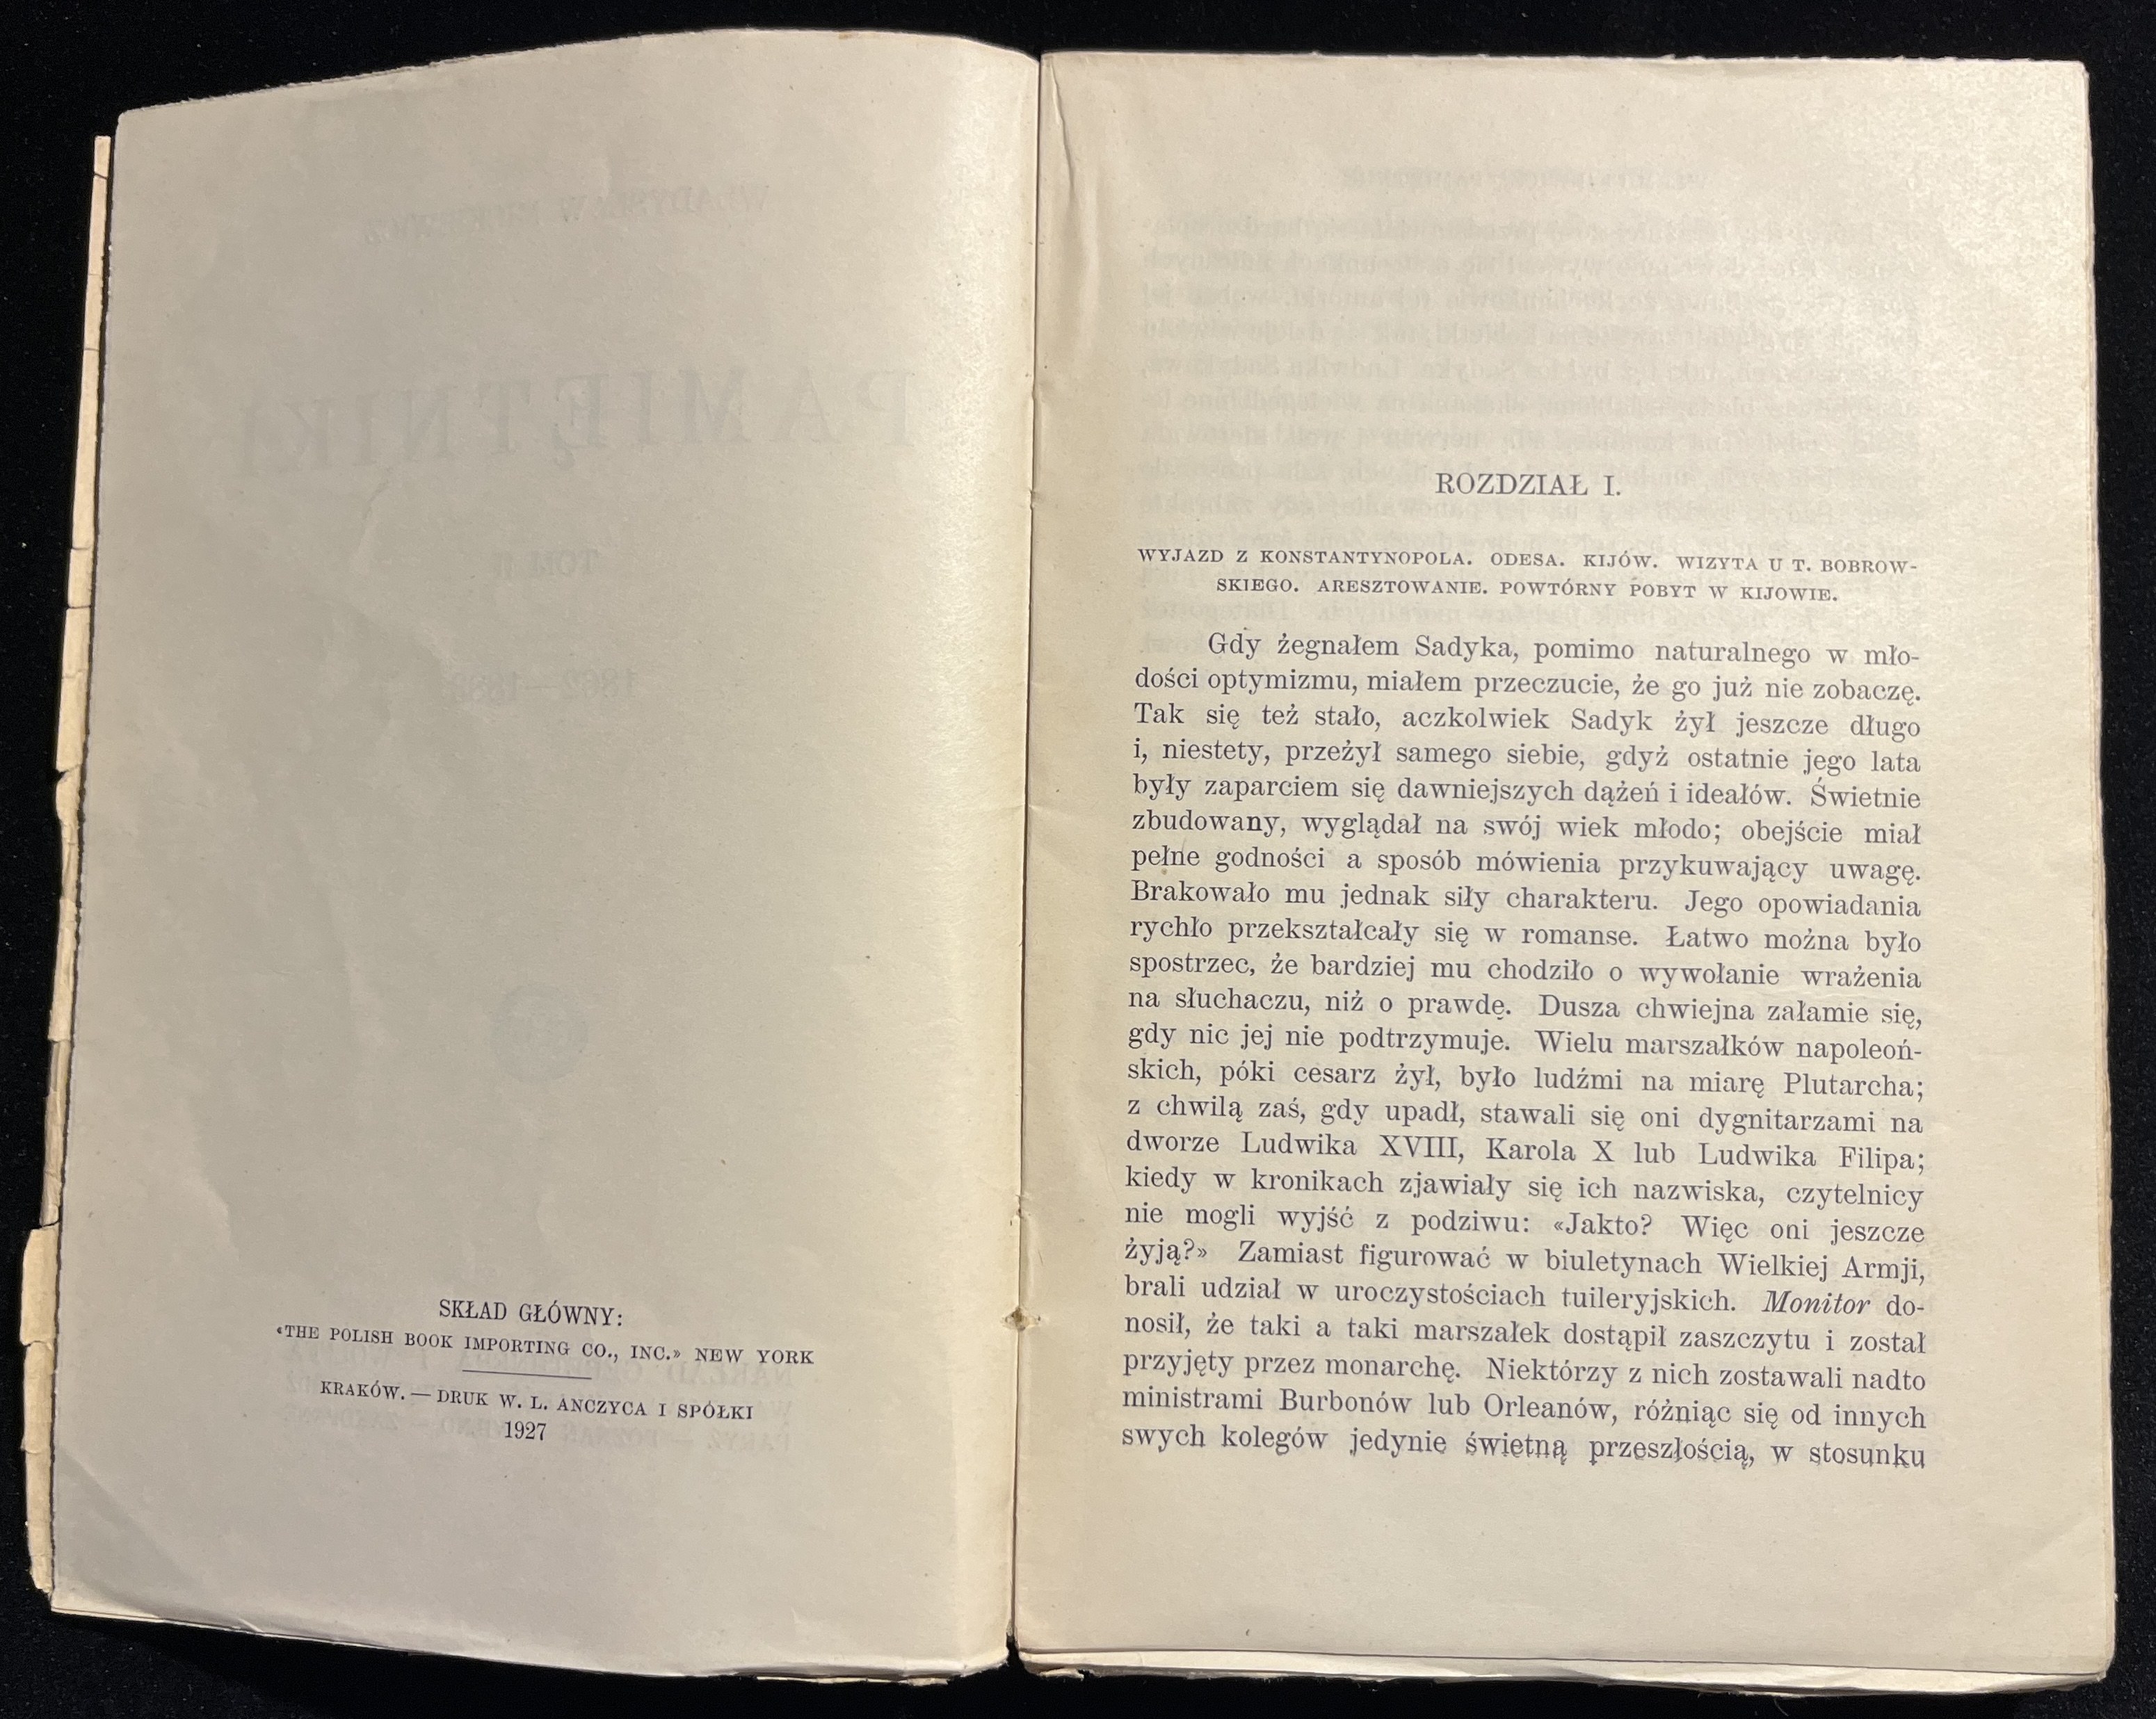 SKŁAD GŁÓWNY:
«THE POLISH BOOK IMPORTING CO., INC.» NEW YORK
KRAKÓW. — DRUK W. L. ANCZYCA I SPÓŁKI
1927
ROZDZIAŁ I.
WYJAZD Z KONSTANTYNOPOLA. ODESA. KIJÓW. WIZYTA U T. BOBROW-
SKIEGO. ARESZTOWANIE. POWTÓRNY POBYT W KIJOWIE.
Gdy żegnałem Sadyka, pomimo naturalnego w mło-
dości optymizmu, miałem przeczucie, że go już nie zobaczę.
Tak się też stało, aczkolwiek Sadyk żył jeszcze długo
i, niestety, przeżył samego siebie, gdyż ostatnie jego lata
były zaparciem się dawniejszych dążeń i ideałów. Świetnie
zbudowany, wyglądał na swój wiek młodo; obejście miał
pełne godności a sposób mówienia przykuwający uwagę.
Brakowało mu jednak siły charakteru. Jego opowiadania
rychło przekształcały się w romanse. Łatwo można było
spostrzec, że bardziej mu chodziło o wywołanie wrażenia
na słuchaczu, niż o prawdę. Dusza chwiejna załamie się,
gdy nic jej nie podtrzymuje. Wielu marszałków napoleoń-
skich, póki cesarz żył, było ludźmi na miarę Plutarcha;
z chwilą zaś, gdy upadł, stawali się oni dygnitarzami na
dworze Ludwika XVIII, Karola X lub Ludwika Filipa;
kiedy w kronikach zjawiały się ich nazwiska, czytelnicy
nie mogli wyjść z podziwu: «Jakto? Więc oni jeszcze
żyją?» Zamiast figurować w biuletynach Wielkiej Armji,
brali udział w uroczystościach tuileryjskich. Monitor do-
nosił, że taki a taki marszałek dostąpił zaszczytu i został
przyjęty przez monarchę. Niektórzy z nich zostawali nadto
ministrami Burbonów lub Orleanów, różniąc się od innych
swych kolegów jedynie świetną przeszłością, w stosunku